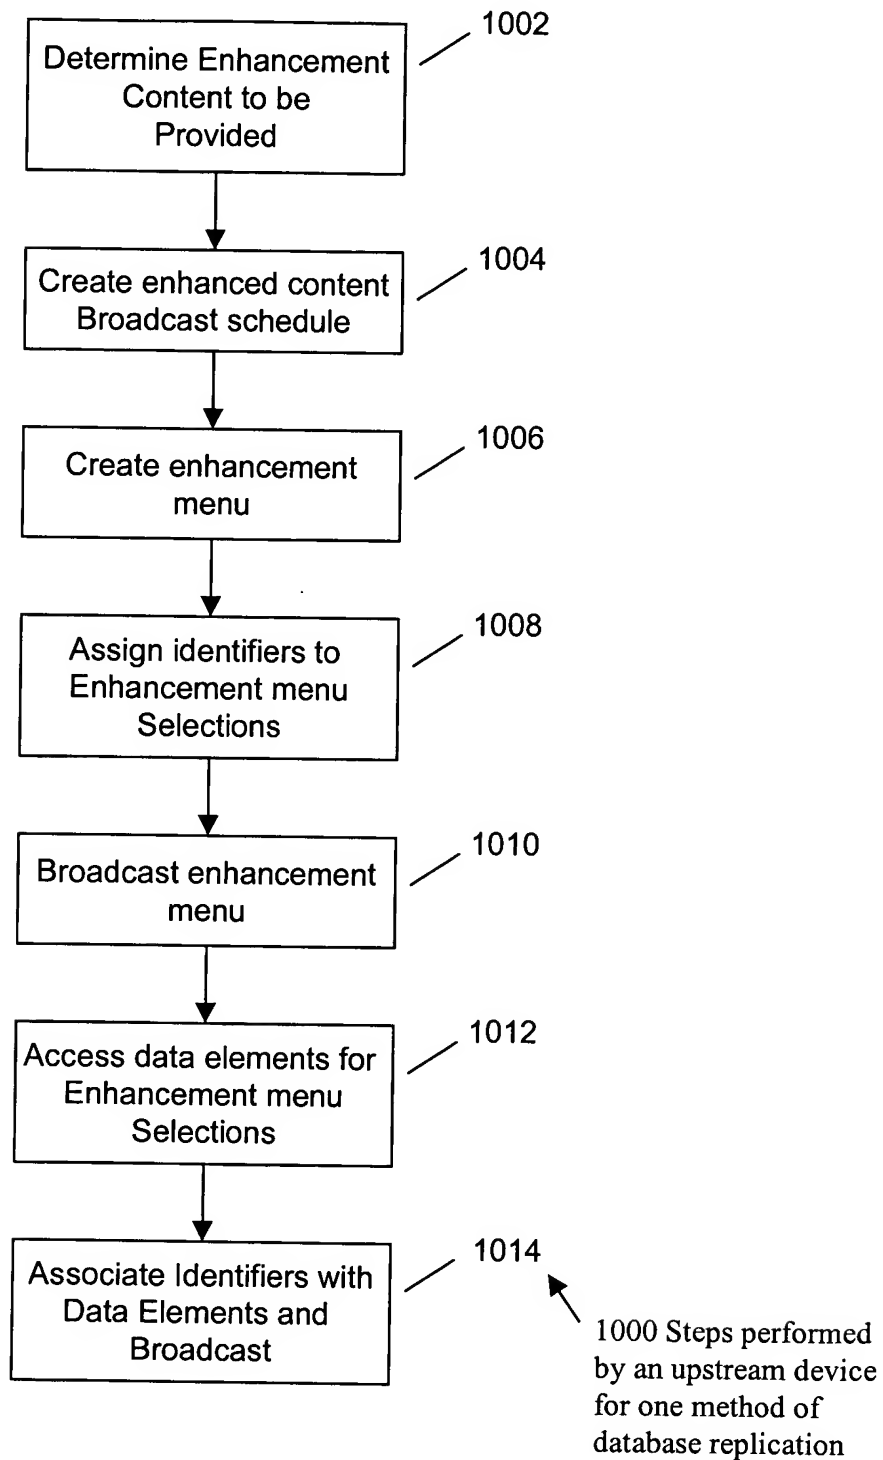 1002
Determine Enhancement
Content to be
Provided
1004
Create enhanced content
Broadcast schedule
1006
Create enhancement
menu
1008
Assign identifiers to
Enhancement menu
Selections
1010
Broadcast enhancement
menu
1012
Access data elements for
Enhancement menu
Selections
1014
Associate Identifiers with
Data Elements and
Broadcast
1000 Steps performed
by an upstream device
for one method of
database replication